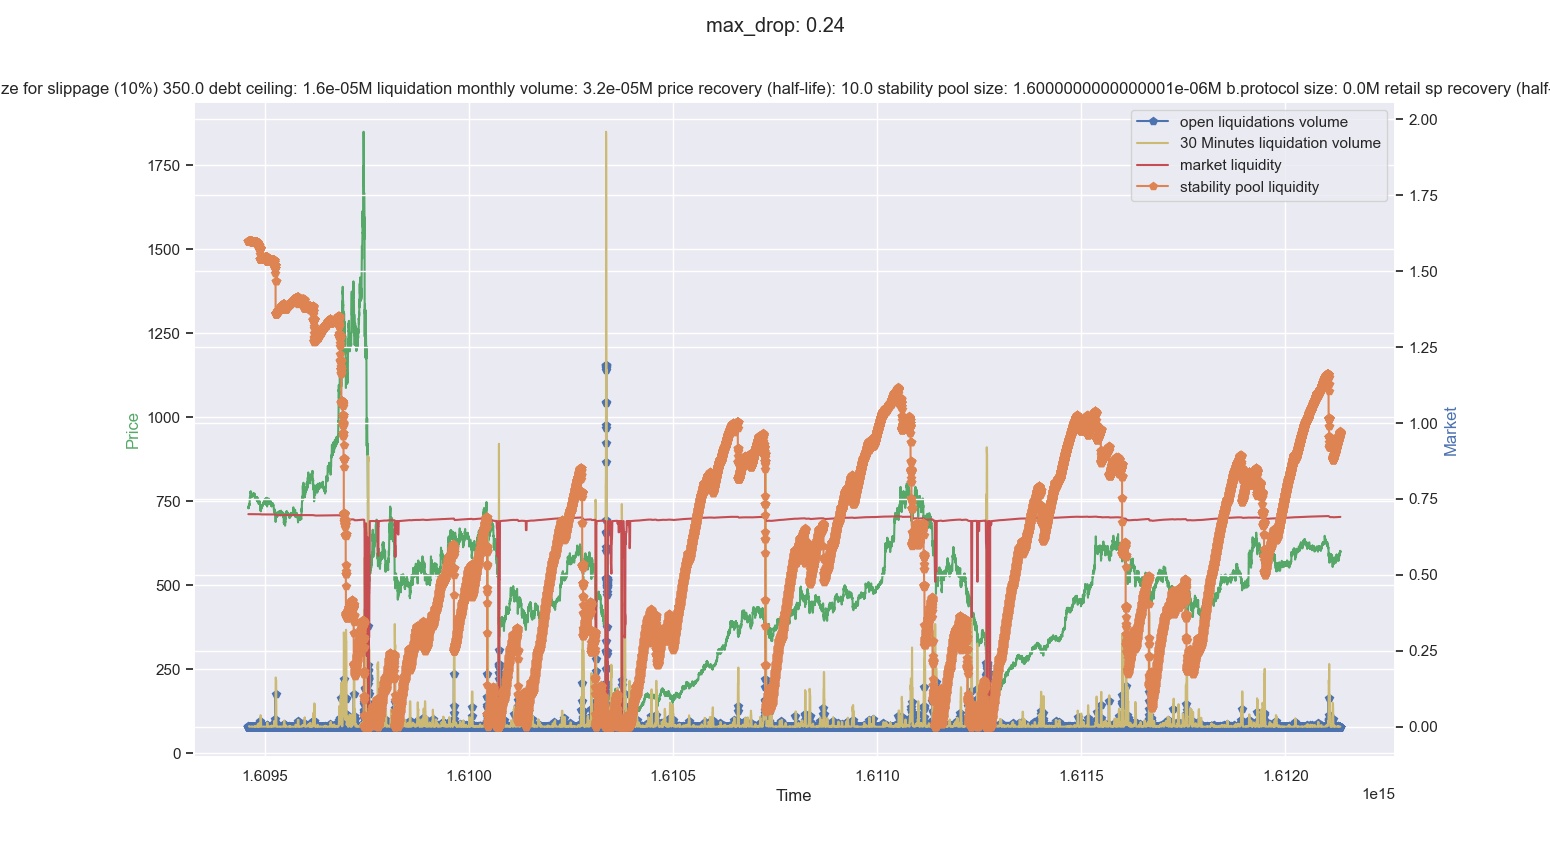 max_drop: 0.24
ze for slippage (10%) 350.0 debt ceiling: 1.6e-05M liquidation monthly volume: 3.2e-05M price recovery (half-life): 10.0 stability pool size: 1.6000000000000001e-06M b.protocol size: 0.0M retail sp recovery (half-
open liquidations volume
30 Minutes liquidation volume
market liquidity
stability pool liquidity
Price
1750
1500
1250
1000
750
500
250
0
2.00
1.75
1.50
1.25
1.00
0.75
0.50
0.25
0.00
Market
1.6095 1.6100 1.6105 1.6110 1.6115 1.6120
Time
1e15